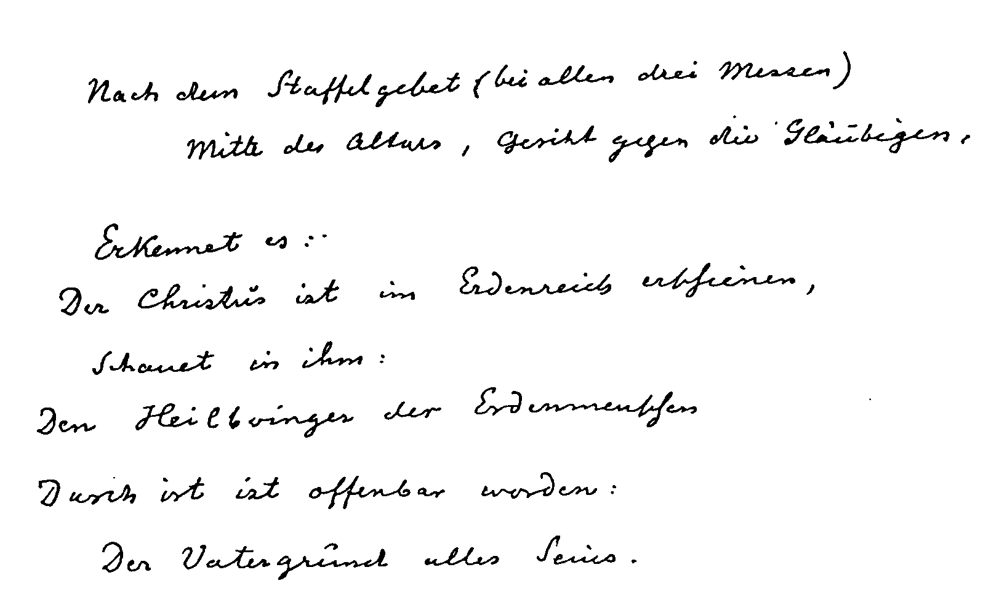 Nach dem Staffelgebet (bei allen drei Messen)
Mitte des Altars, Gesicht gegen die Gläubigen,
Erkennet es:
Der Christus ist im Erdenreich erschienen,
Schauet in ihm:
Den Heilbringer der Erdenmenschen
Durch ist ist offenbar worden:
Der Vatergrund alles Seins.